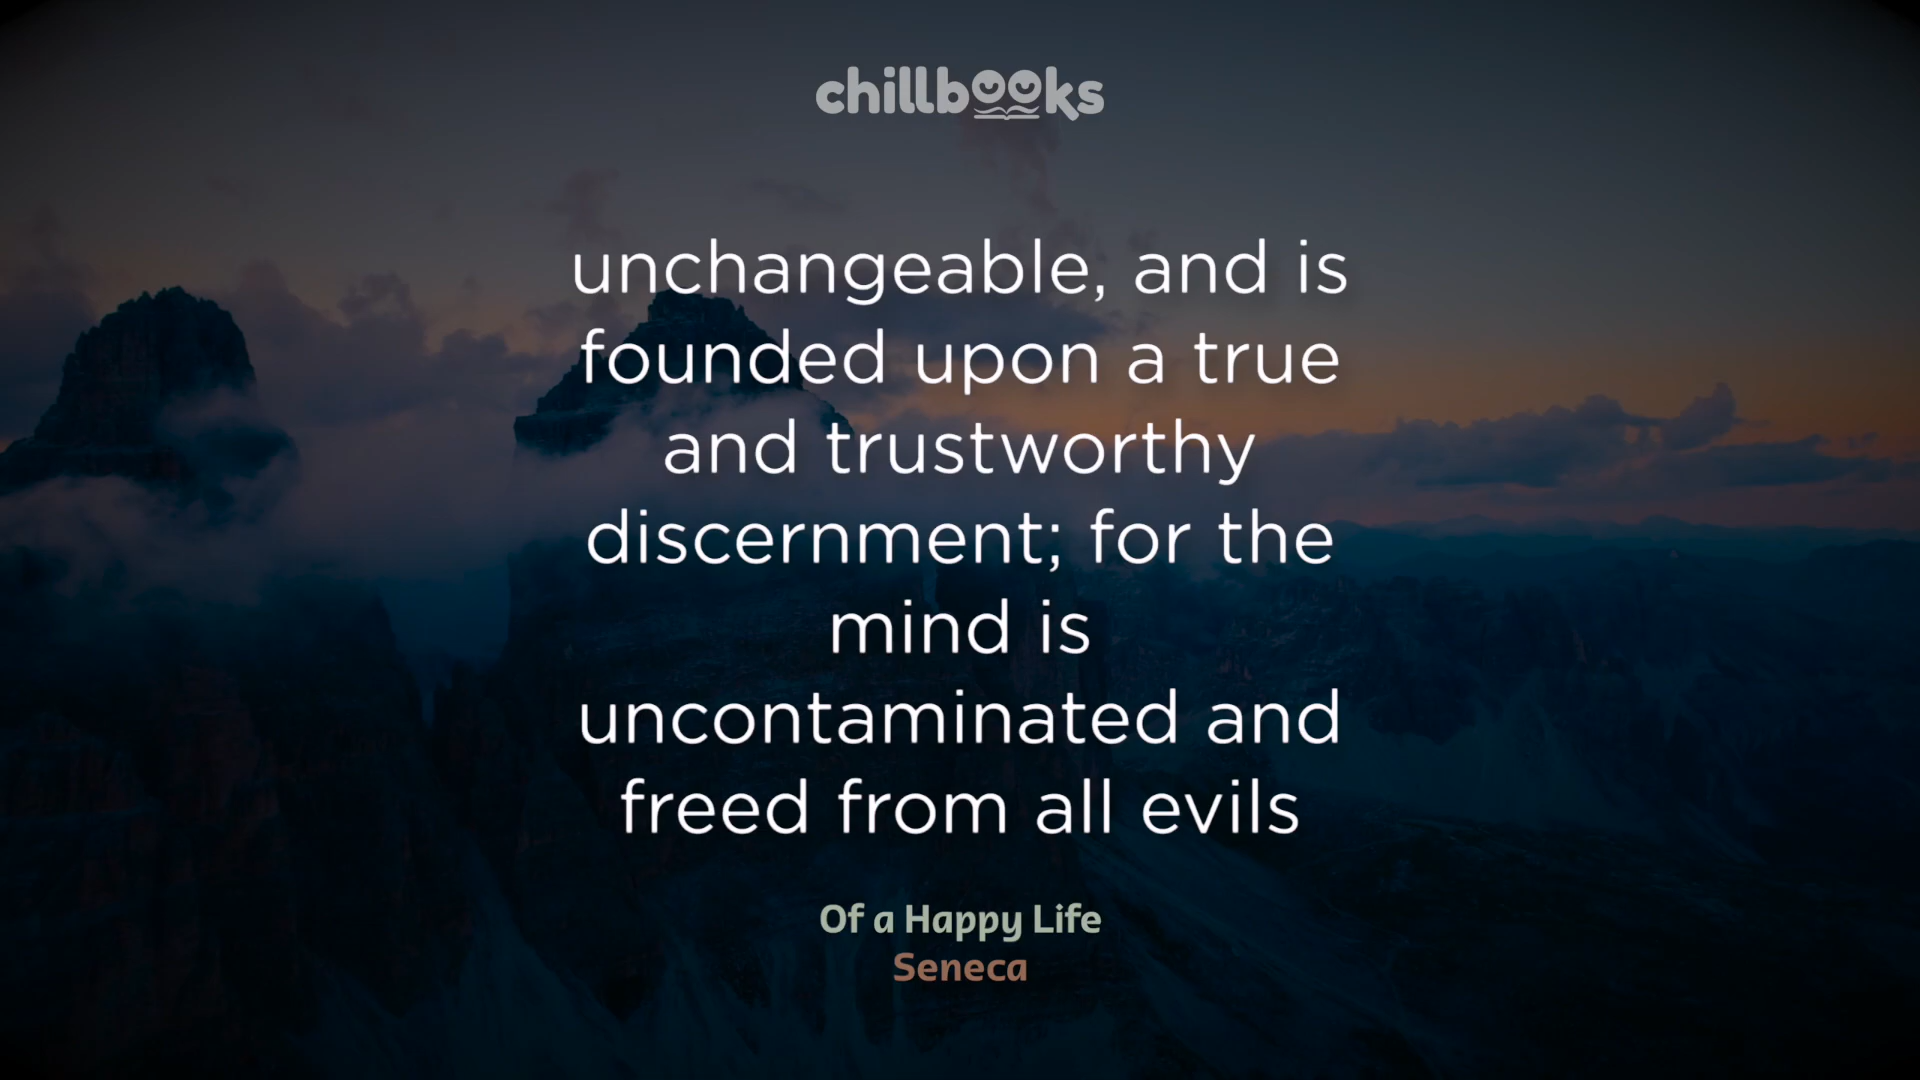 chillbooks
unchangeable, and is
founded upon a true
and trustworthy
discernment; for the
mind is
uncontaminated and
freed from all evils
Of a Happy Life
Seneca